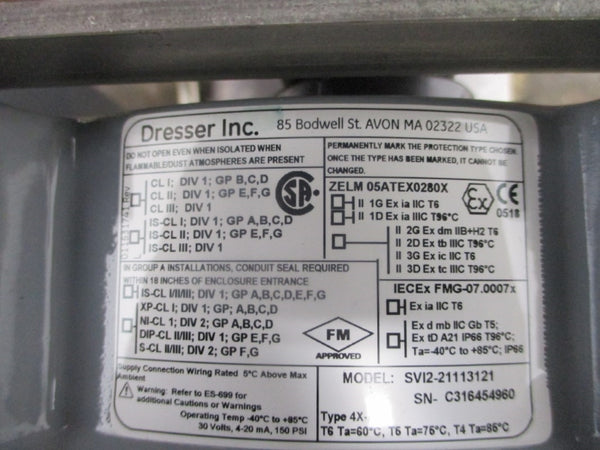 Dresser Inc. 85 Bodwell St. AVON MA 02322 USA
DO NOT OPEN EVEN WHEN ISOLATED WHEN
FLAMMABLE/DUST ATMOSPHERES ARE PRESENT
CL I; DIV 1; GP B,C,D
CL II; DIV 1; GP E,F,G
CL III; DIV 1
IS-CL I; DIV 1; GP A,B,C,D
IS-CL II; DIV 1; GP E,F,G
IS-CL III; DIV 1
SA
IN GROUP A INSTALLATIONS, CONDUIT SEAL REQUIRED
WITHIN 18 INCHES OF ENCLOSURE ENTRANCE
IS-CL I/II/III; DIV 1; GP A,B,C,D,E,F,G
XP-CL I; DIV 1; GP; A,B,C,D
NI-CL 1; DIV 2; GP A,B,C,D
DIP-CL II/III; DIV 1; GP E,F,G
S-CL II/III; DIV 2; GP F,G
FM
APPROVED
PERMANENTLY MARK THE PROTECTION TYPE CHOSEN.
ONCE THE TYPE HAS BEEN MARKED, IT CANNOT BE
CHANGED.
ZELM 05ATEX0280X
II 1G Ex ia IIC T6
II 1D Ex ia IIIC T96°C
Ex CE
0518
II 2G Ex dm IIB+H2 T6
II 2D Ex tb IIIC T96°C
II 3G Ex ic IIC T6
II 3D Ex tc IIIC T96°C
IECEx FMG-07.0007x
Ex ia IIC T6
Ex d mb IIC Gb T5;
Ex tD A21 IP66 T96°C;
Ta=-40°C to +85°C; IP66
Supply Connection Wiring Rated 5°C Above Max
Ambient
Warning: Refer to ES-699 for
additional Cautions or Warnings
Operating Temp -40°C to +85°C
30 Volts, 4-20 mA, 150 PSI
MODEL: SVI2-21113121
SN- C316454960
Type 4X-
T6 Ta=60°C, T5 Ta=75°C, T4 Ta=85°C